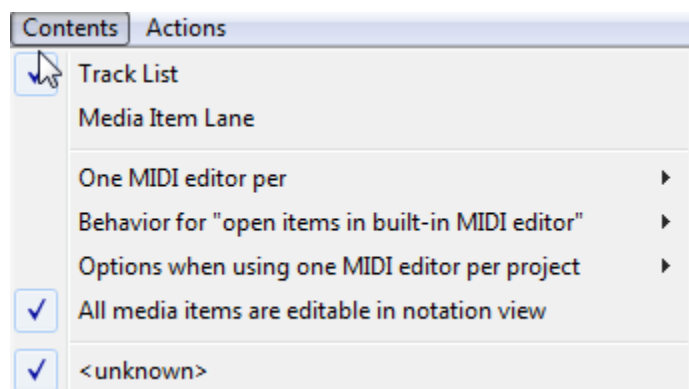 Contents Actions
Track List
Media Item Lane
One MIDI editor per
Behavior for "open items in built-in MIDI editor"
Options when using one MIDI editor per project
All media items are editable in notation view
<unknown>